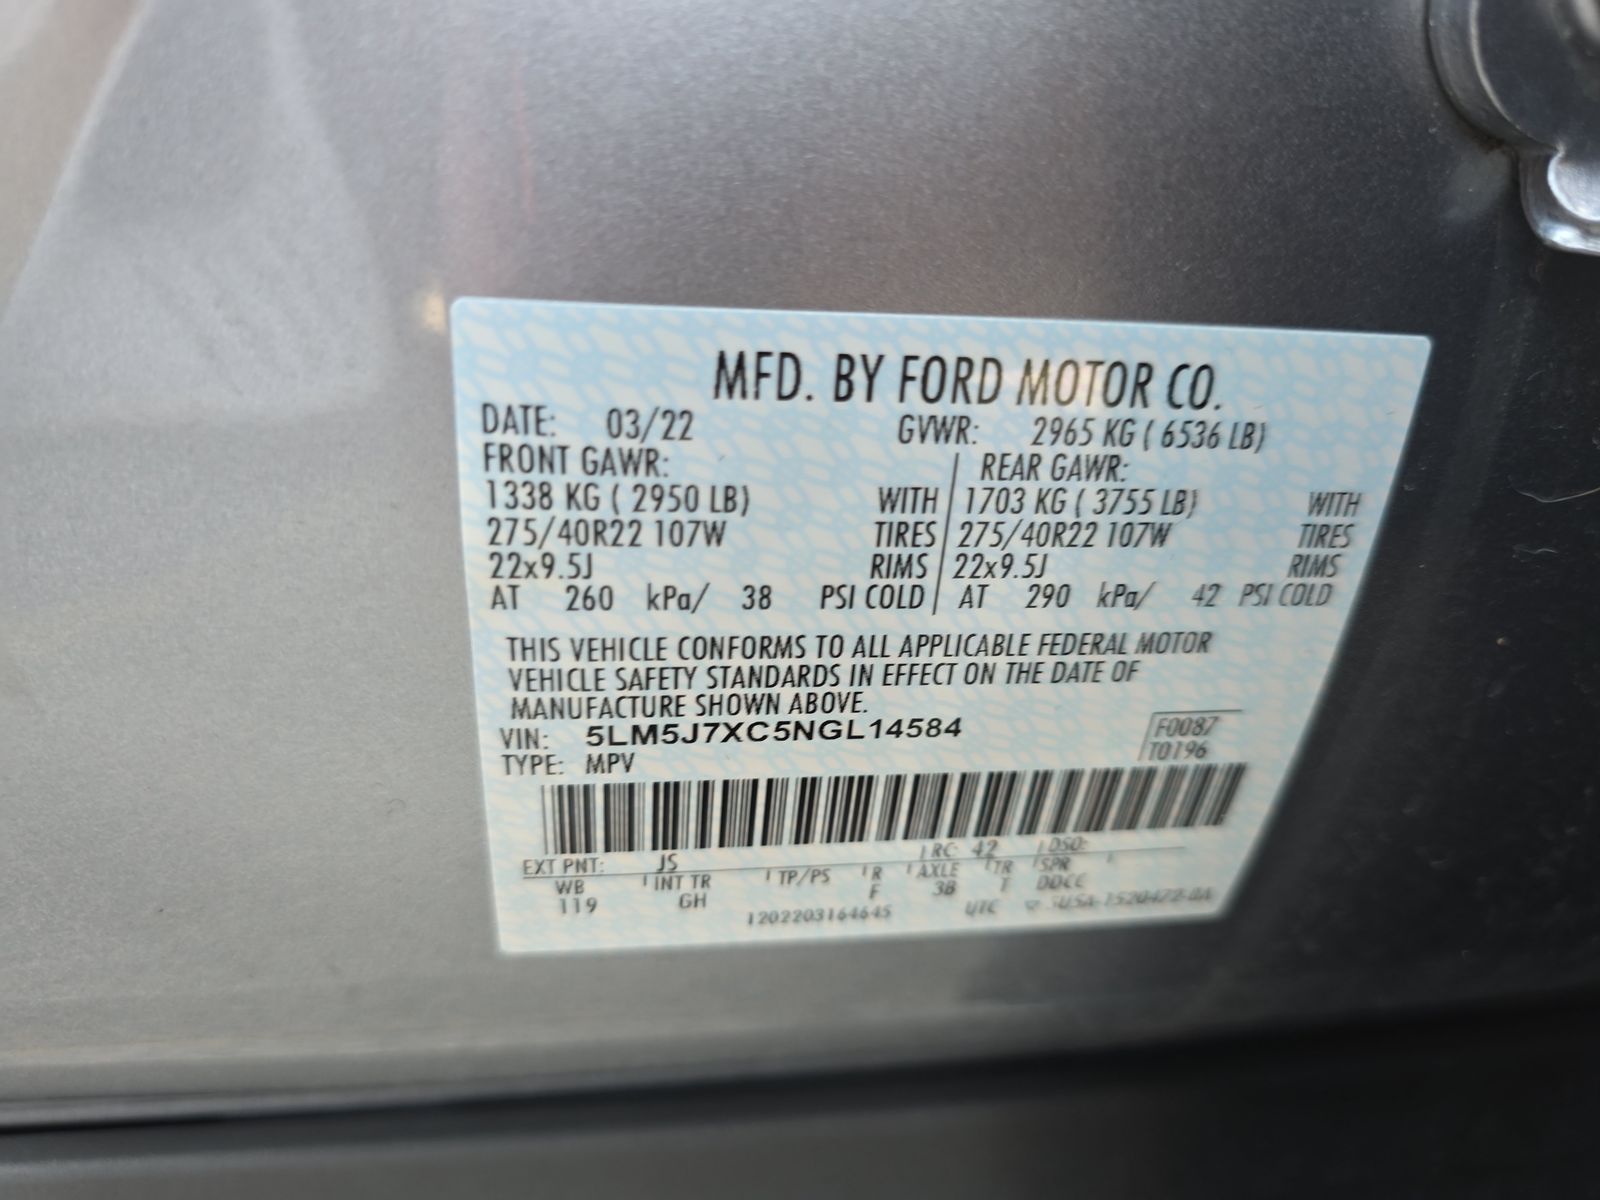 MFD. BY FORD MOTOR CO.
DATE: 03/22 GVWR: 2965 KG ( 6536 LB)
FRONT GAWR: REAR GAWR:
1338 KG ( 2950 LB) WITH 1703 KG ( 3755 LB) WITH
275/40R22 107W TIRES 275/40R22 107W TIRES
22x9.5J RIMS 22x9.5J RIMS
AT 260 kPa/ 38 PSI COLD AT 290 kPa/ 42 PSI COLD
THIS VEHICLE CONFORMS TO ALL APPLICABLE FEDERAL MOTOR
VEHICLE SAFETY STANDARDS IN EFFECT ON THE DATE OF
MANUFACTURE SHOWN ABOVE.
VIN: 5LM5J7XC5NGL14584 F0087
TYPE: MPV T0196
EXT PNT: JS RC: 42 DSO:
WB INT TR TP/PS R AXLE TR SPR
119 GH F 3B T DDCC
1202203164645 UTC